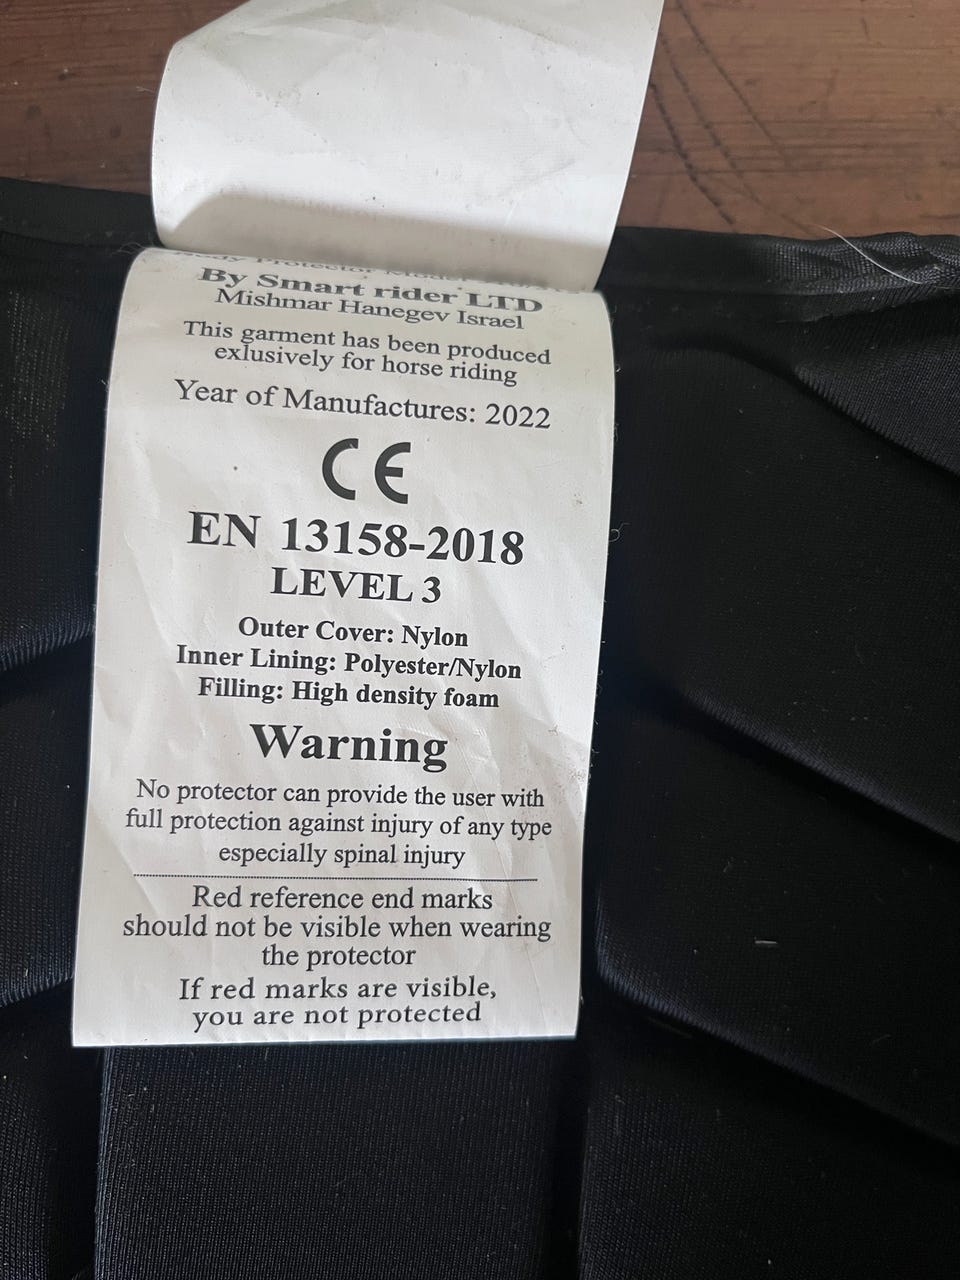 Body protector
By Smart rider LTD
Mishmar Hanegev Israel
This garment has been produced
exlusively for horse riding
Year of Manufactures: 2022
CE
EN 13158-2018
LEVEL 3
Outer Cover: Nylon
Inner Lining: Polyester/Nylon
Filling: High density foam
Warning
No protector can provide the user with
full protection against injury of any type
especially spinal injury
Red reference end marks
should not be visible when wearing
the protector
If red marks are visible,
you are not protected